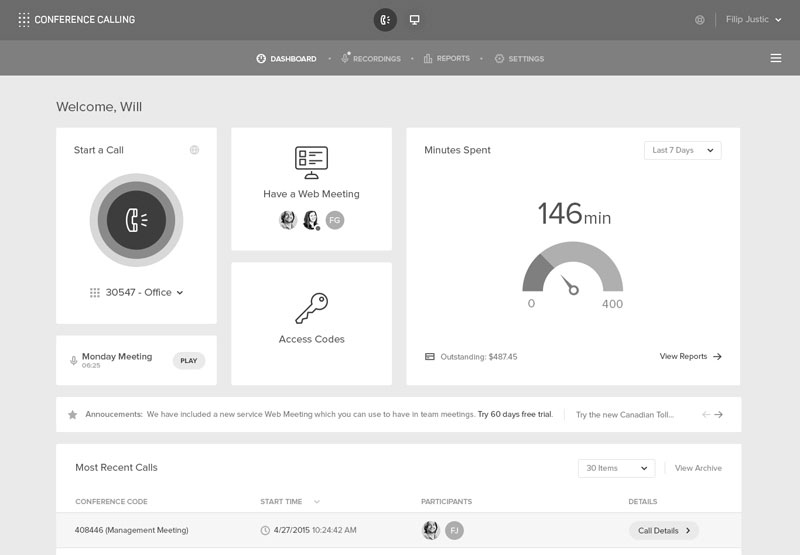 CONFERENCE CALLING
Filip Justic
DASHBOARD
RECORDINGS
REPORTS
SETTINGS
Welcome, Will
Start a Call
30547 - Office
Monday Meeting
06:25
PLAY
Have a Web Meeting
FG
Access Codes
Minutes Spent
Last 7 Days
146min
0
400
Outstanding: $487.45
View Reports
Annoucements: We have included a new service Web Meeting which you can use to have in team meetings. Try 60 days free trial.
Try the new Canadian Toll...
Most Recent Calls
30 Items
View Archive
CONFERENCE CODE
START TIME
PARTICIPANTS
DETAILS
408446 (Management Meeting)
4/27/2015 10:24:42 AM
FJ
Call Details